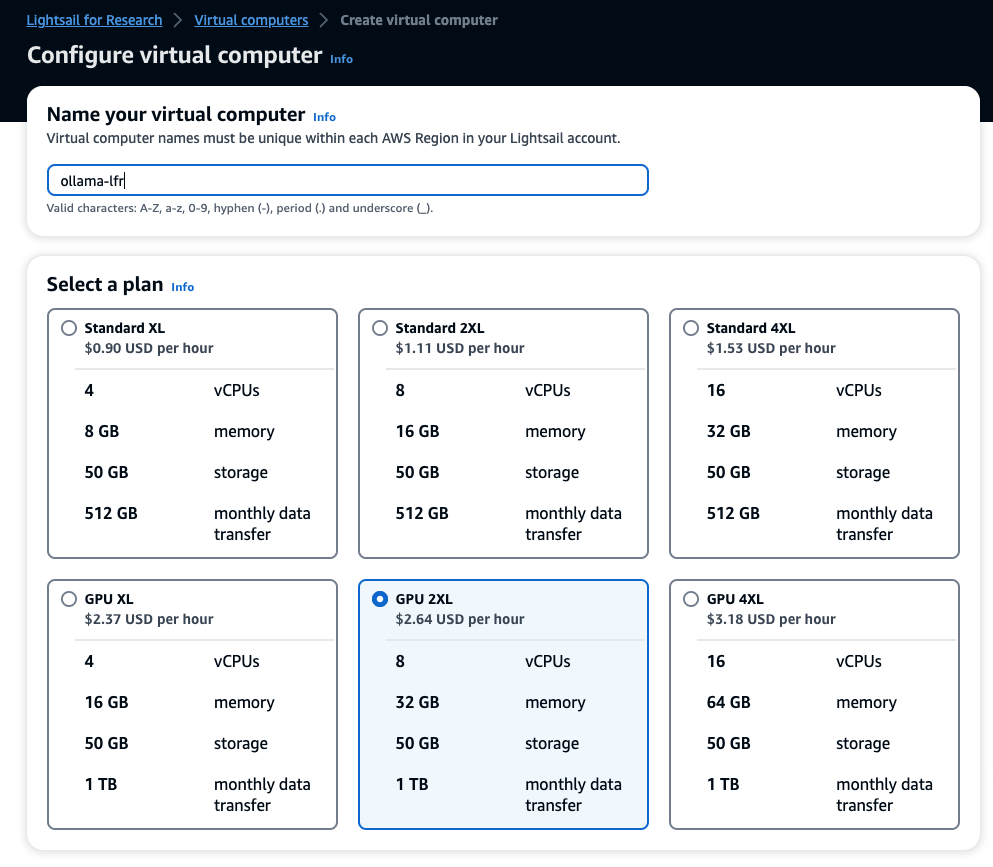 Lightsail for Research > Virtual computers > Create virtual computer
Configure virtual computer Info
Name your virtual computer Info
Virtual computer names must be unique within each AWS Region in your Lightsail account.
ollama-lfr
Valid characters: A-Z, a-z, 0-9, hyphen (-), period (.) and underscore (_).
Select a plan Info
Standard XL
$0.90 USD per hour
4 vCPUs
8 GB memory
50 GB storage
512 GB monthly data
transfer
Standard 2XL
$1.11 USD per hour
8 vCPUs
16 GB memory
50 GB storage
512 GB monthly data
transfer
Standard 4XL
$1.53 USD per hour
16 vCPUs
32 GB memory
50 GB storage
512 GB monthly data
transfer
GPU XL
$2.37 USD per hour
4 vCPUs
16 GB memory
50 GB storage
1 TB monthly data
transfer
GPU 2XL
$2.64 USD per hour
8 vCPUs
32 GB memory
50 GB storage
1 TB monthly data
transfer
GPU 4XL
$3.18 USD per hour
16 vCPUs
64 GB memory
50 GB storage
1 TB monthly data
transfer